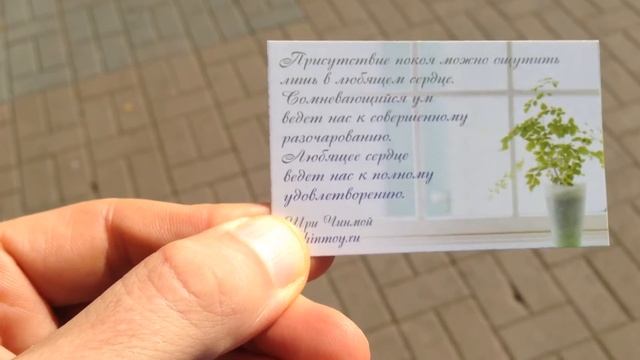 Присутствие покоя можно ощутить
лишь в любящем сердце.
Сомневающийся ум
ведет нас к совершенному
разочарованию.
Любящее сердце
ведет нас к полному
удовлетворению.
Шри Чинмой
hinmoy.ru